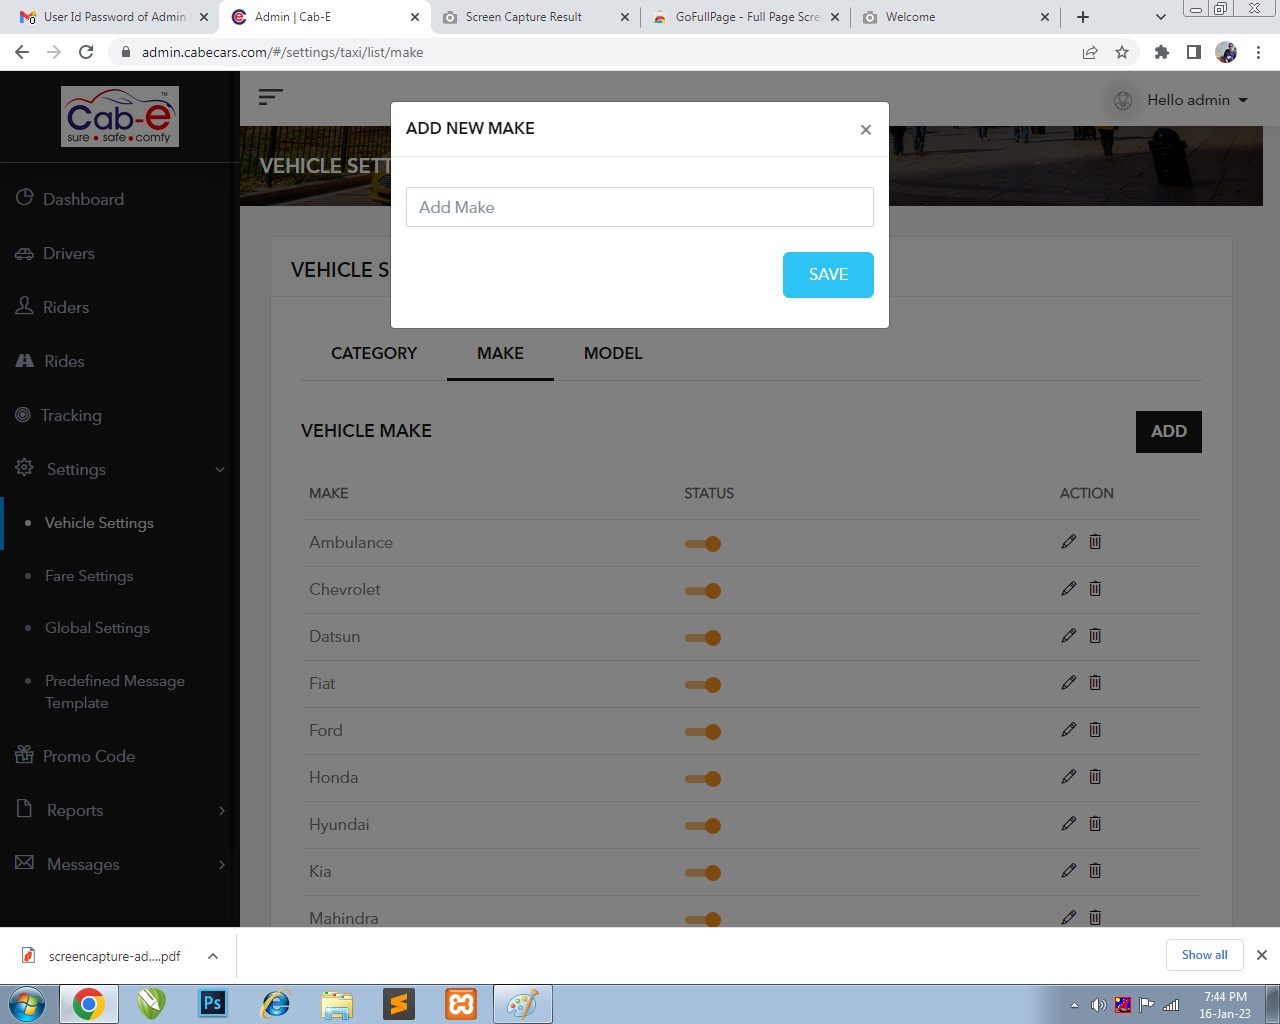 User Id Password of Admin
Admin | Cab-E
Screen Capture Result
GoFullPage - Full Page Scre
Welcome
admin.cabecars.com/#/settings/taxi/list/make
Cab-e TM
sure • safe • comfy
Hello admin
VEHICLE SETT
ADD NEW MAKE
×
Add Make
SAVE
Dashboard
Drivers
Riders
Rides
Tracking
Settings
Vehicle Settings
Fare Settings
Global Settings
Predefined Message
Template
Promo Code
Reports
Messages
VEHICLE S
CATEGORY MAKE MODEL
VEHICLE MAKE
ADD
MAKE STATUS ACTION
Ambulance
Chevrolet
Datsun
Fiat
Ford
Honda
Hyundai
Kia
Mahindra
screencapture-ad....pdf
Show all
Ps
7:44 PM
16-Jan-23